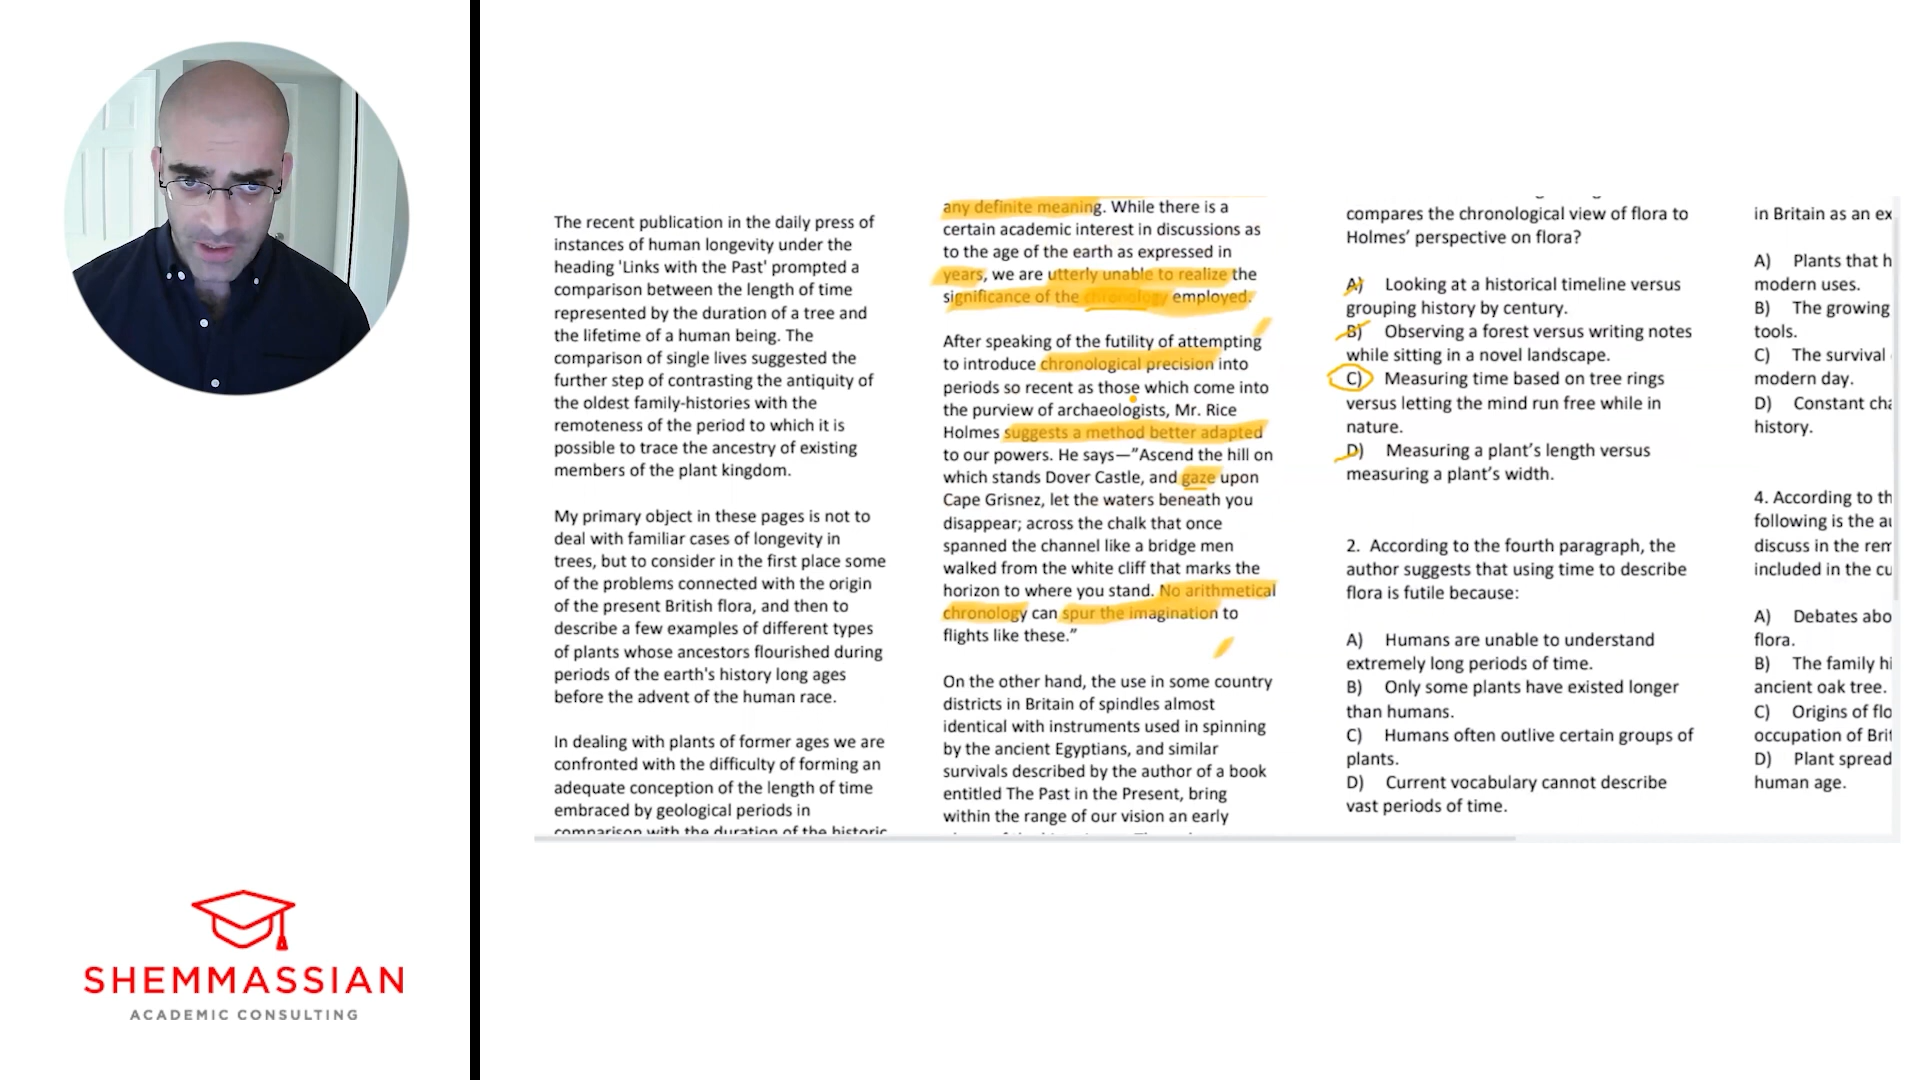 The recent publication in the daily press of
instances of human longevity under the
heading 'Links with the Past' prompted a
comparison between the length of time
represented by the duration of a tree and
the lifetime of a human being. The
comparison of single lives suggested the
further step of contrasting the antiquity of
the oldest family-histories with the
remoteness of the period to which it is
possible to trace the ancestry of existing
members of the plant kingdom.
My primary object in these pages is not to
deal with familiar cases of longevity in
trees, but to consider in the first place some
of the problems connected with the origin
of the present British flora, and then to
describe a few examples of different types
of plants whose ancestors flourished during
periods of the earth's history long ages
before the advent of the human race.
In dealing with plants of former ages we are
confronted with the difficulty of forming an
adequate conception of the length of time
embraced by geological periods in
comparison with the duration of the historic
any definite meaning. While there is a
certain academic interest in discussions as
to the age of the earth as expressed in
years, we are utterly unable to realize the
significance of the chronology employed.
After speaking of the futility of attempting
to introduce chronological precision into
periods so recent as those which come into
the purview of archaeologists, Mr. Rice
Holmes suggests a method better adapted
to our powers. He says—”Ascend the hill on
which stands Dover Castle, and gaze upon
Cape Grisnez, let the waters beneath you
disappear; across the chalk that once
spanned the channel like a bridge men
walked from the white cliff that marks the
horizon to where you stand. No arithmetical
chronology can spur the imagination to
flights like these.”
On the other hand, the use in some country
districts in Britain of spindles almost
identical with instruments used in spinning
by the ancient Egyptians, and similar
survivals described by the author of a book
entitled The Past in the Present, bring
within the range of our vision an early
compares the chronological view of flora to
Holmes’ perspective on flora?
A) Looking at a historical timeline versus
grouping history by century.
B) Observing a forest versus writing notes
while sitting in a novel landscape.
C) Measuring time based on tree rings
versus letting the mind run free while in
nature.
D) Measuring a plant’s length versus
measuring a plant’s width.
2. According to the fourth paragraph, the
author suggests that using time to describe
flora is futile because:
A) Humans are unable to understand
extremely long periods of time.
B) Only some plants have existed longer
than humans.
C) Humans often outlive certain groups of
plants.
D) Current vocabulary cannot describe
vast periods of time.
in Britain as an ex
A) Plants that h
modern uses.
B) The growing
tools.
C) The survival
modern day.
D) Constant cha
history.
4. According to th
following is the au
discuss in the rem
included in the cu
A) Debates abo
flora.
B) The family hi
ancient oak tree.
C) Origins of flo
occupation of Brit
D) Plant spread
human age.
SHEMMASSIAN
ACADEMIC CONSULTING